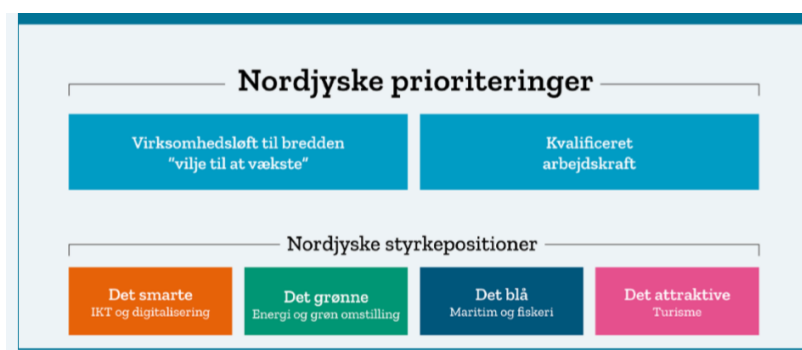 Nordjyske prioriteringer
Virksomhedsløft til bredden
"vilje til at vækste"
Kvalificeret
arbejdskraft
Nordjyske styrkepositioner
Det smarte
IKT og digitalisering
Det grønne
Energi og grøn omstilling
Det blå
Maritim og fiskeri
Det attraktive
Turisme